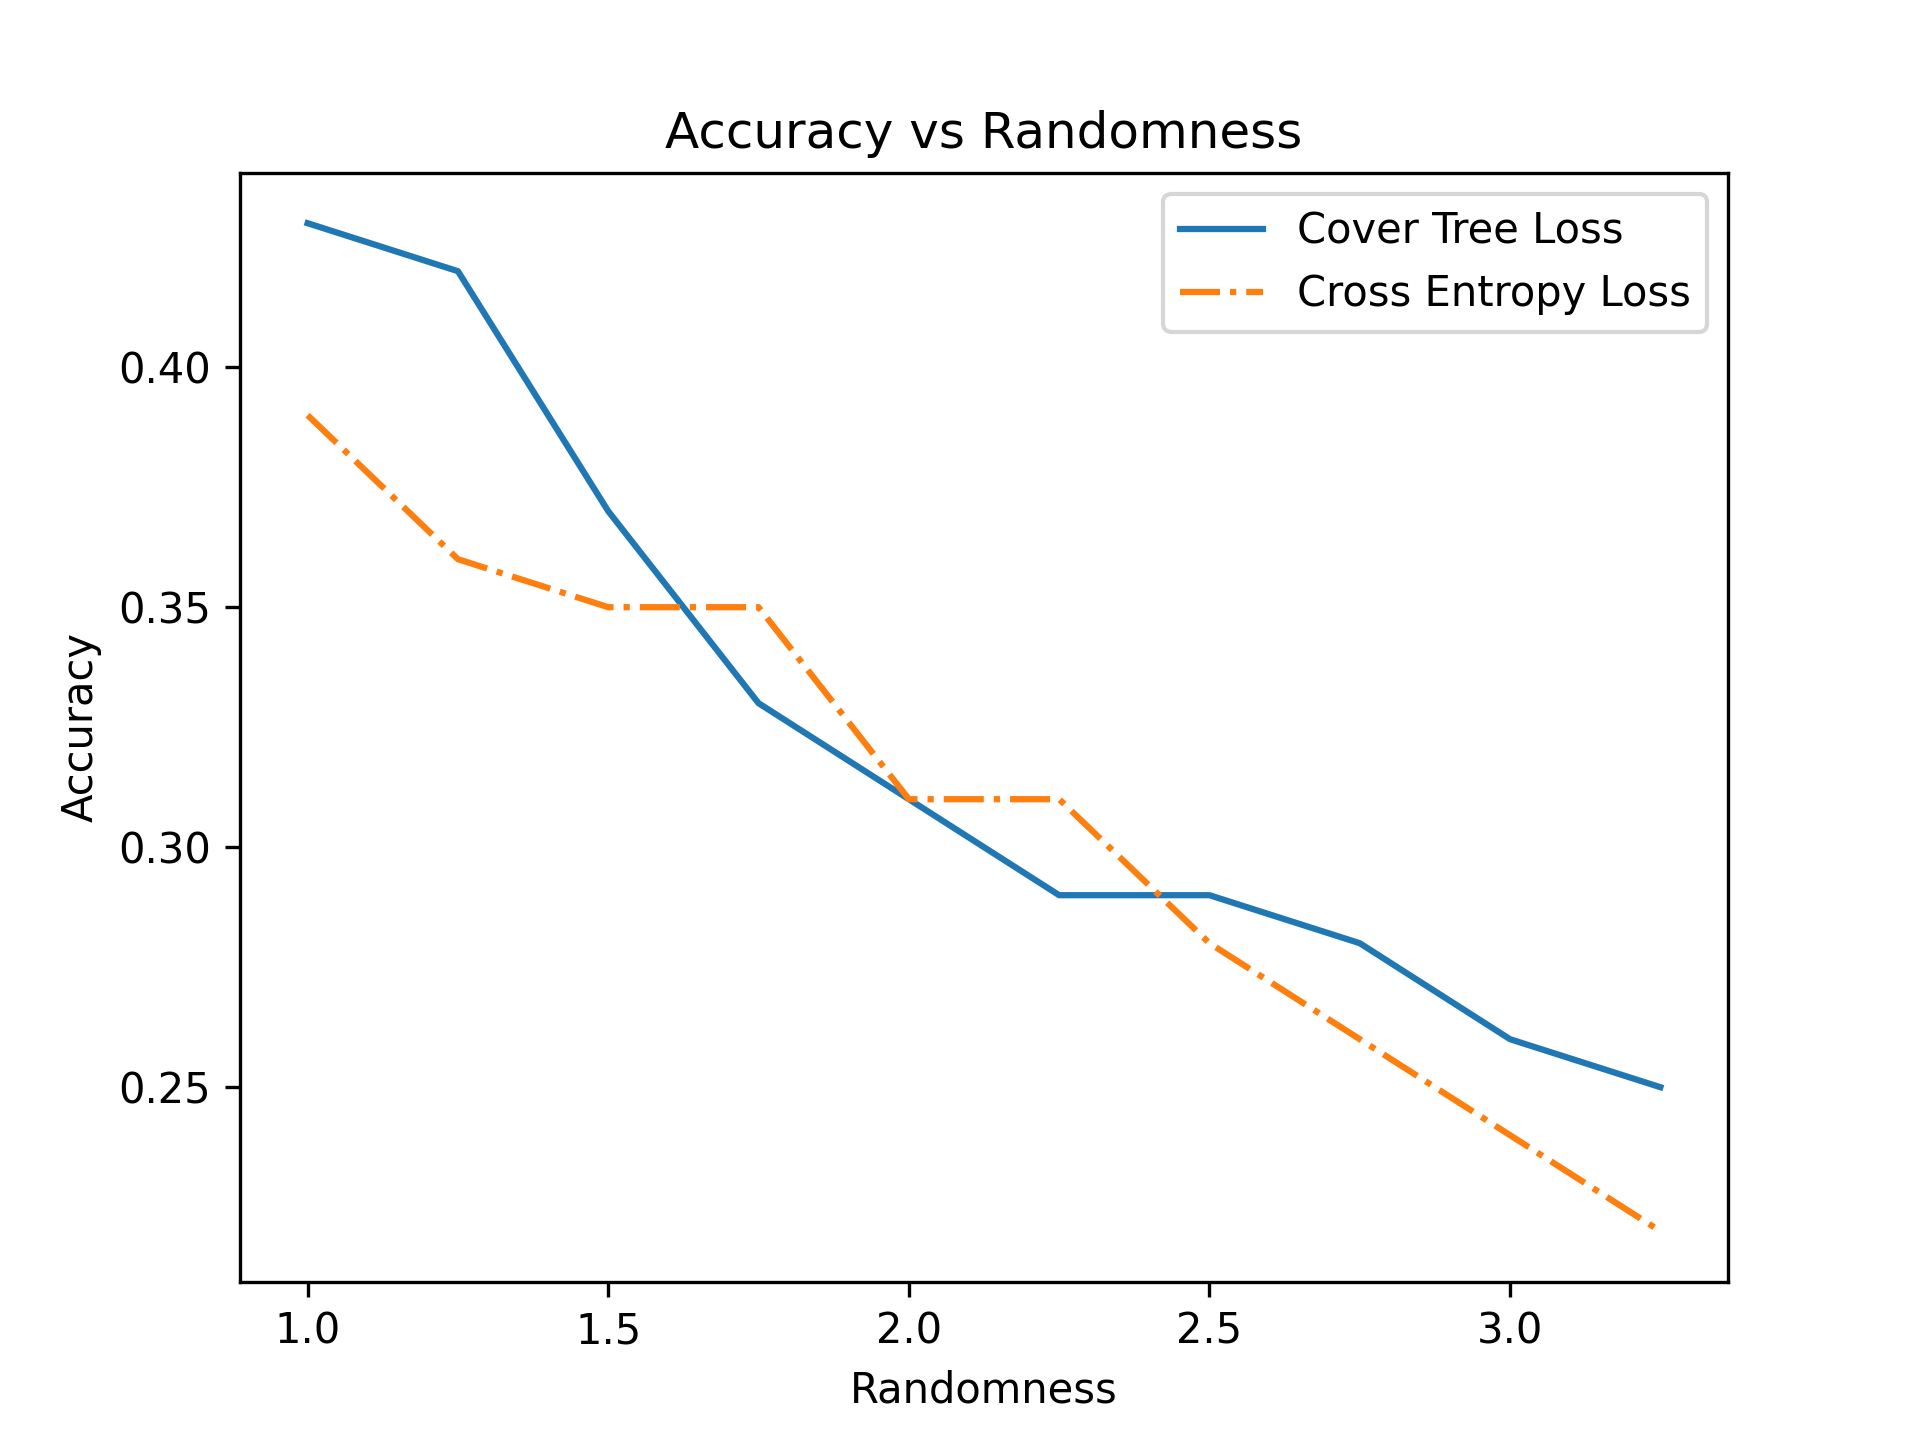 Accuracy vs Randomness
Cover Tree Loss
Cross Entropy Loss
0.40
0.35
0.30
0.25
Accuracy
1.0 1.5 2.0 2.5 3.0
Randomness